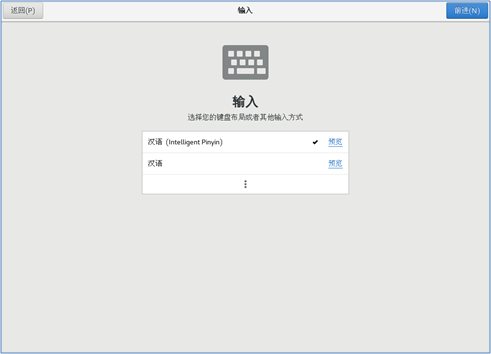 返回(P)
输入
前进(N)
输入
选择您的键盘布局或者其他输入方式
汉语 (Intelligent Pinyin) ✔ 预览
汉语 预览